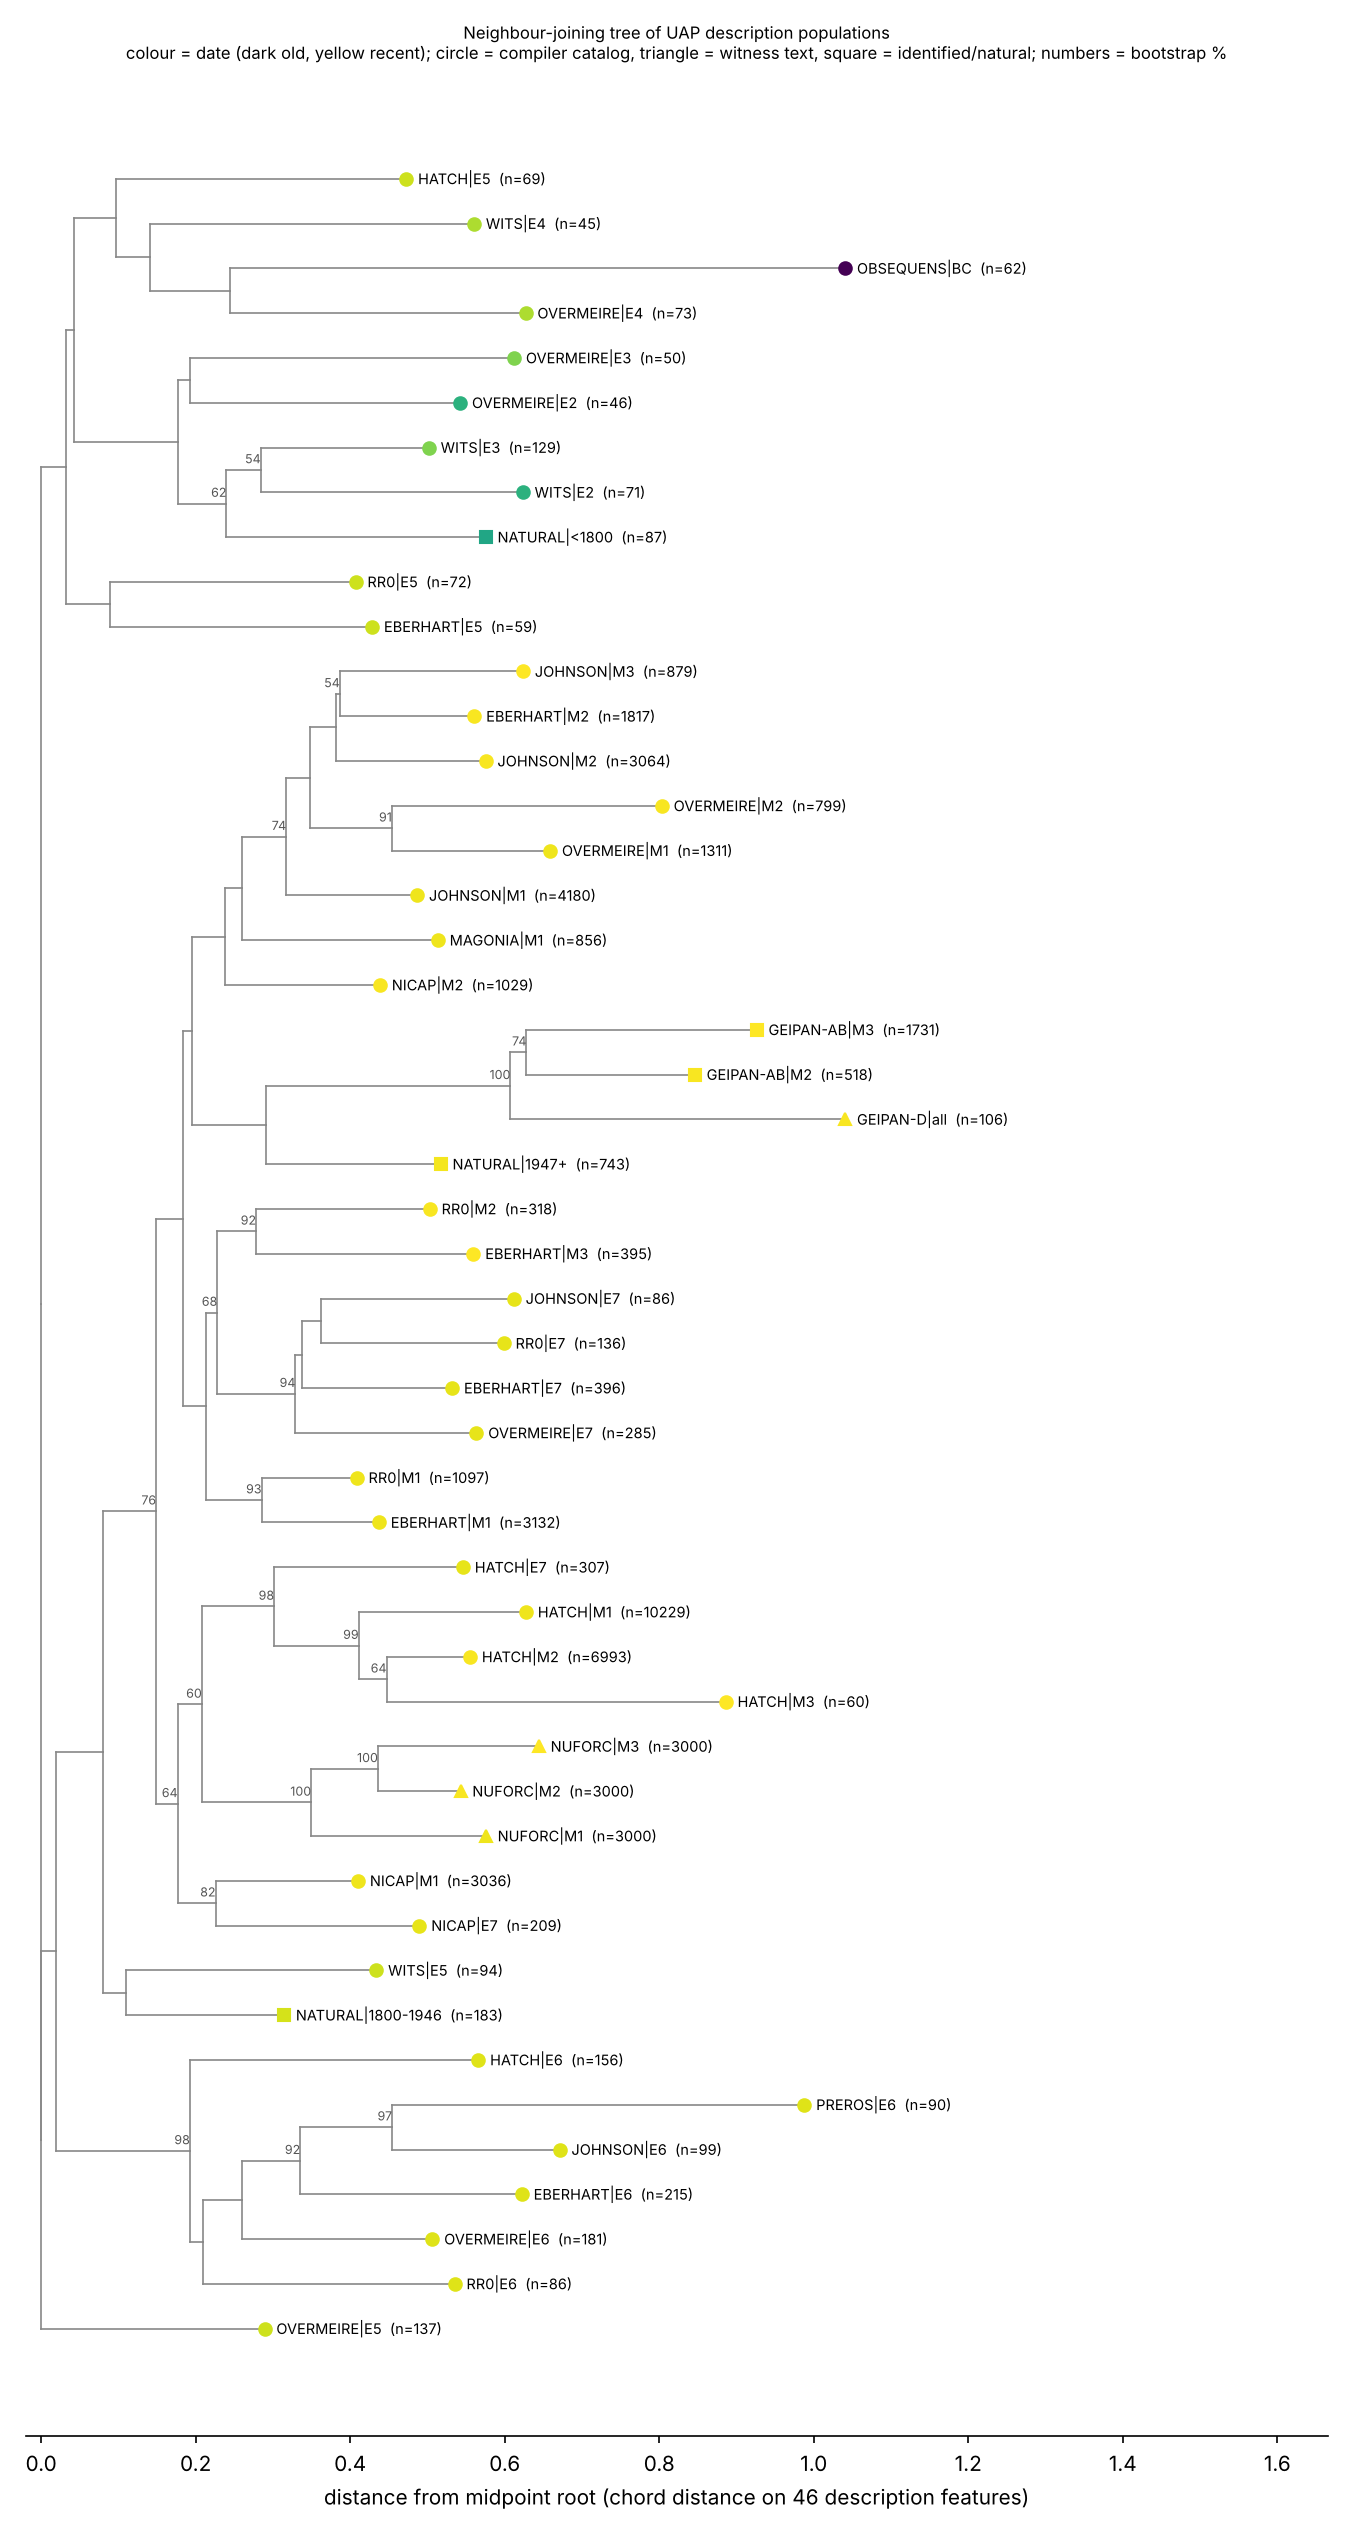 Neighbour-joining tree of UAP description populations
colour = date (dark old, yellow recent); circle = compiler catalog, triangle = witness text, square = identified/natural; numbers = bootstrap %
HATCH|E5 (n=69)
WITS|E4 (n=45)
OBSEQUENS|BC (n=62)
OVERMEIRE|E4 (n=73)
OVERMEIRE|E3 (n=50)
OVERMEIRE|E2 (n=46)
WITS|E3 (n=129)
54
WITS|E2 (n=71)
62
NATURAL|<1800 (n=87)
RR0|E5 (n=72)
EBERHART|E5 (n=59)
JOHNSON|M3 (n=879)
54
EBERHART|M2 (n=1817)
JOHNSON|M2 (n=3064)
OVERMEIRE|M2 (n=799)
91
74
OVERMEIRE|M1 (n=1311)
JOHNSON|M1 (n=4180)
MAGONIA|M1 (n=856)
NICAP|M2 (n=1029)
GEIPAN-AB|M3 (n=1731)
74
GEIPAN-AB|M2 (n=518)
100
GEIPAN-D|all (n=106)
NATURAL|1947+ (n=743)
RR0|M2 (n=318)
92
EBERHART|M3 (n=395)
68
JOHNSON|E7 (n=86)
RR0|E7 (n=136)
94
EBERHART|E7 (n=396)
OVERMEIRE|E7 (n=285)
RR0|M1 (n=1097)
93
76
EBERHART|M1 (n=3132)
HATCH|E7 (n=307)
98
HATCH|M1 (n=10229)
99
HATCH|M2 (n=6993)
64
60
HATCH|M3 (n=60)
NUFORC|M3 (n=3000)
100
NUFORC|M2 (n=3000)
100
64
NUFORC|M1 (n=3000)
NICAP|M1 (n=3036)
82
NICAP|E7 (n=209)
WITS|E5 (n=94)
NATURAL|1800-1946 (n=183)
HATCH|E6 (n=156)
PREROS|E6 (n=90)
97
98
JOHNSON|E6 (n=99)
92
EBERHART|E6 (n=215)
OVERMEIRE|E6 (n=181)
RR0|E6 (n=86)
OVERMEIRE|E5 (n=137)
0.0 0.2 0.4 0.6 0.8 1.0 1.2 1.4 1.6
distance from midpoint root (chord distance on 46 description features)